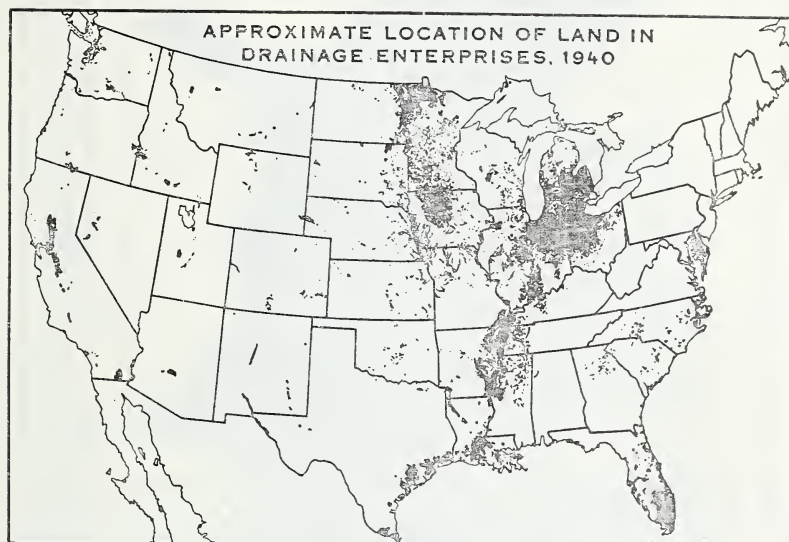 APPROXIMATE LOCATION OF LAND IN
DRAINAGE ENTERPRISES, 1940